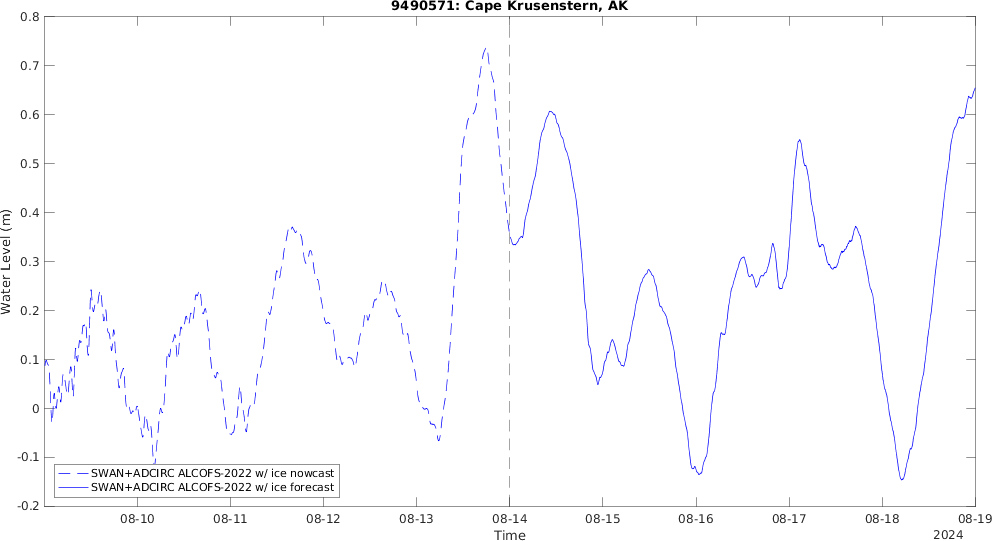 9490571: Cape Krusenstern, AK
0.8
0.7
0.6
0.5
0.4
0.3
0.2
0.1
0
-0.1
-0.2
Water Level (m)
SWAN+ADCIRC ALCOFS-2022 w/ ice nowcast
SWAN+ADCIRC ALCOFS-2022 w/ ice forecast
08-10 08-11 08-12 08-13 08-14 08-15 08-16 08-17 08-18 08-19
Time
2024